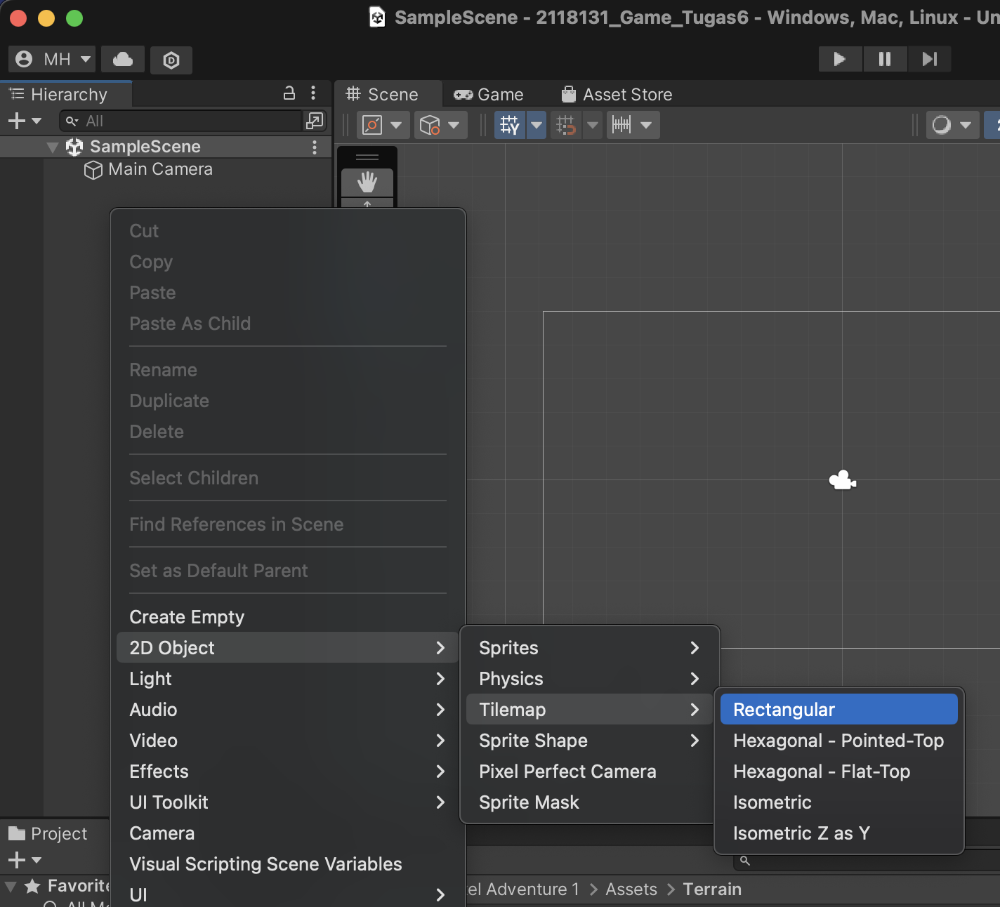 SampleScene - 2118131_Game_Tugas6 - Windows, Mac, Linux - Un
MH
Hierarchy
Scene
Game
Asset Store
All
SampleScene
Main Camera
Cut
Copy
Paste
Paste As Child
Rename
Duplicate
Delete
Select Children
Find References in Scene
Set as Default Parent
Create Empty
2D Object
Light
Audio
Video
Effects
UI Toolkit
Camera
Visual Scripting Scene Variables
UI
Sprites
Physics
Tilemap
Sprite Shape
Pixel Perfect Camera
Sprite Mask
Rectangular
Hexagonal - Pointed-Top
Hexagonal - Flat-Top
Isometric
Isometric Z as Y
Project
Favorite
el Adventure 1 > Assets > Terrain